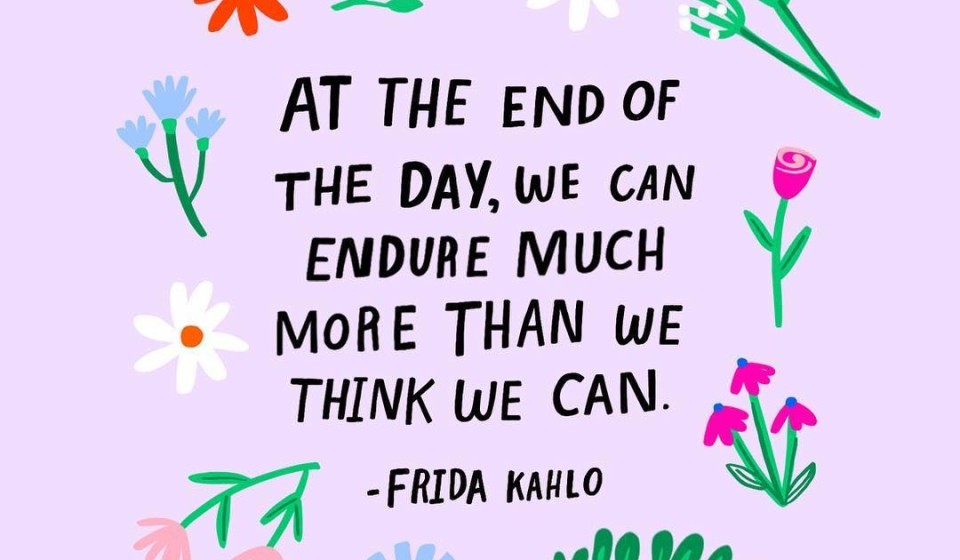 AT THE END OF
THE DAY, WE CAN
ENDURE MUCH
MORE THAN WE
THINK WE CAN.
-FRIDA KAHLO